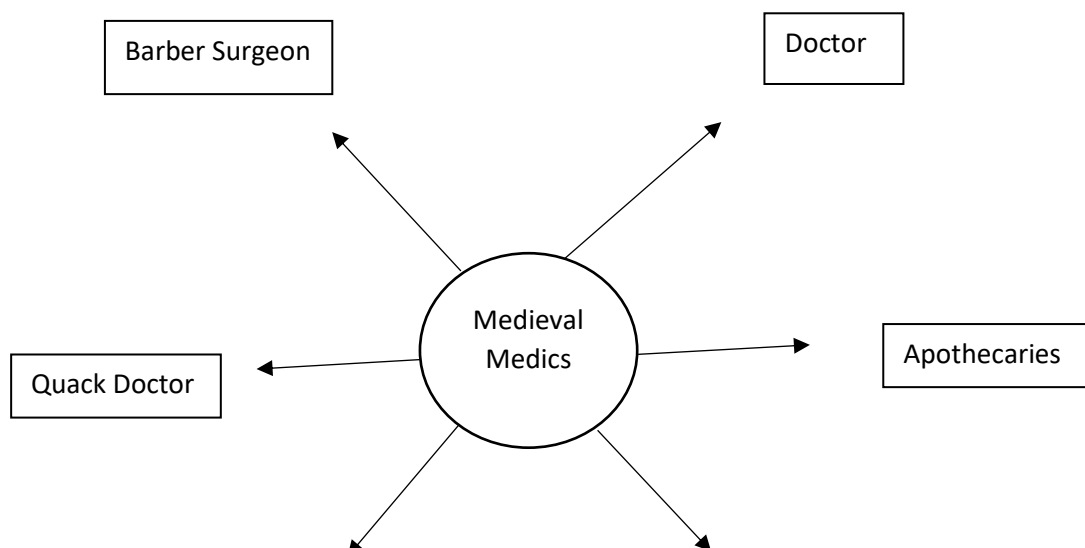 Barber Surgeon
Doctor
Medieval
Medics
Quack Doctor
Apothecaries